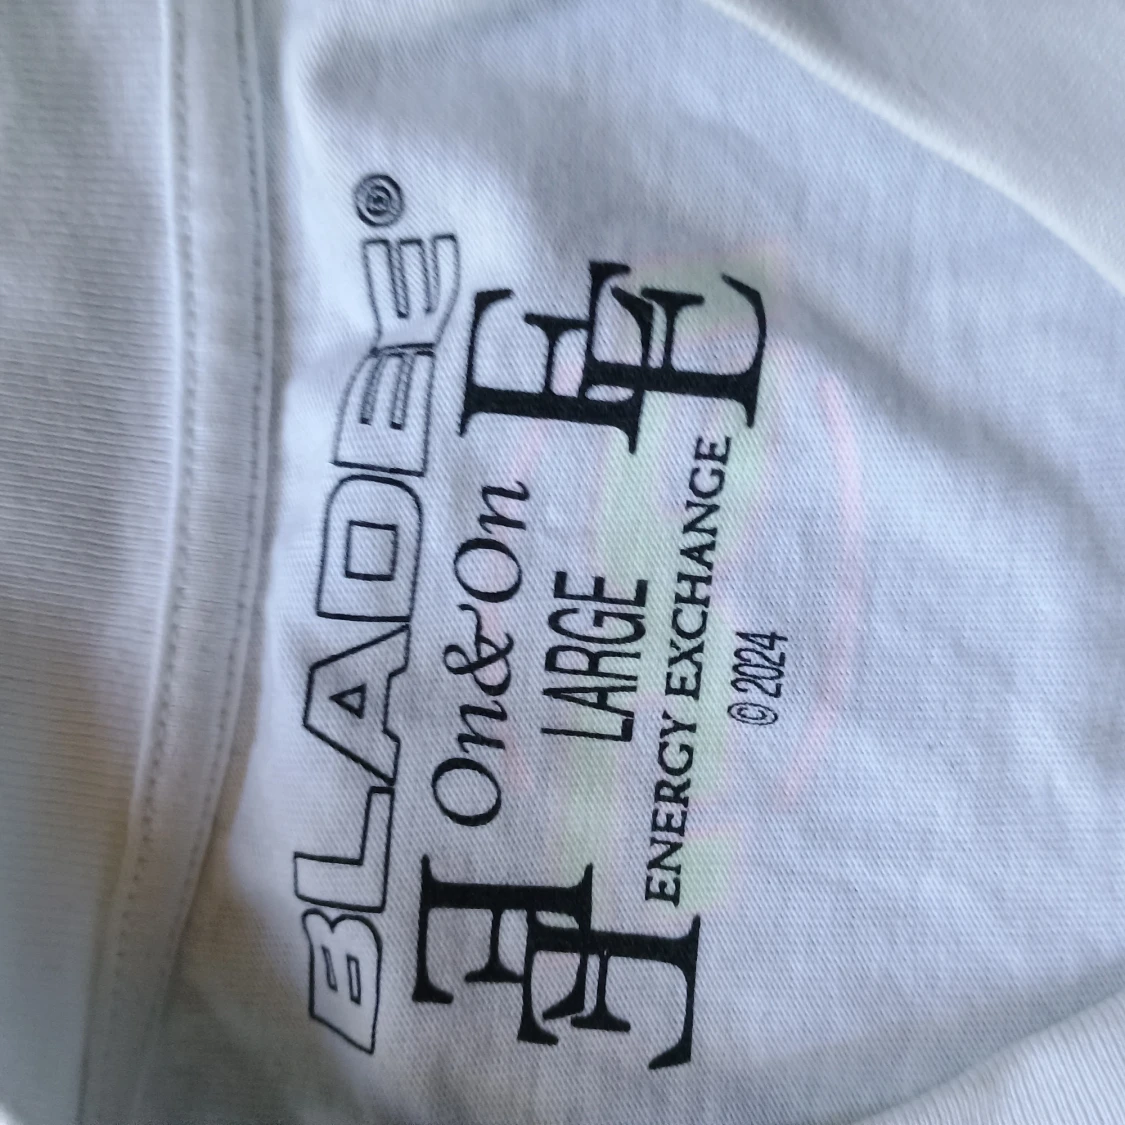 BLADEE®
On&On
LARGE
ENERGY EXCHANGE
© 2024